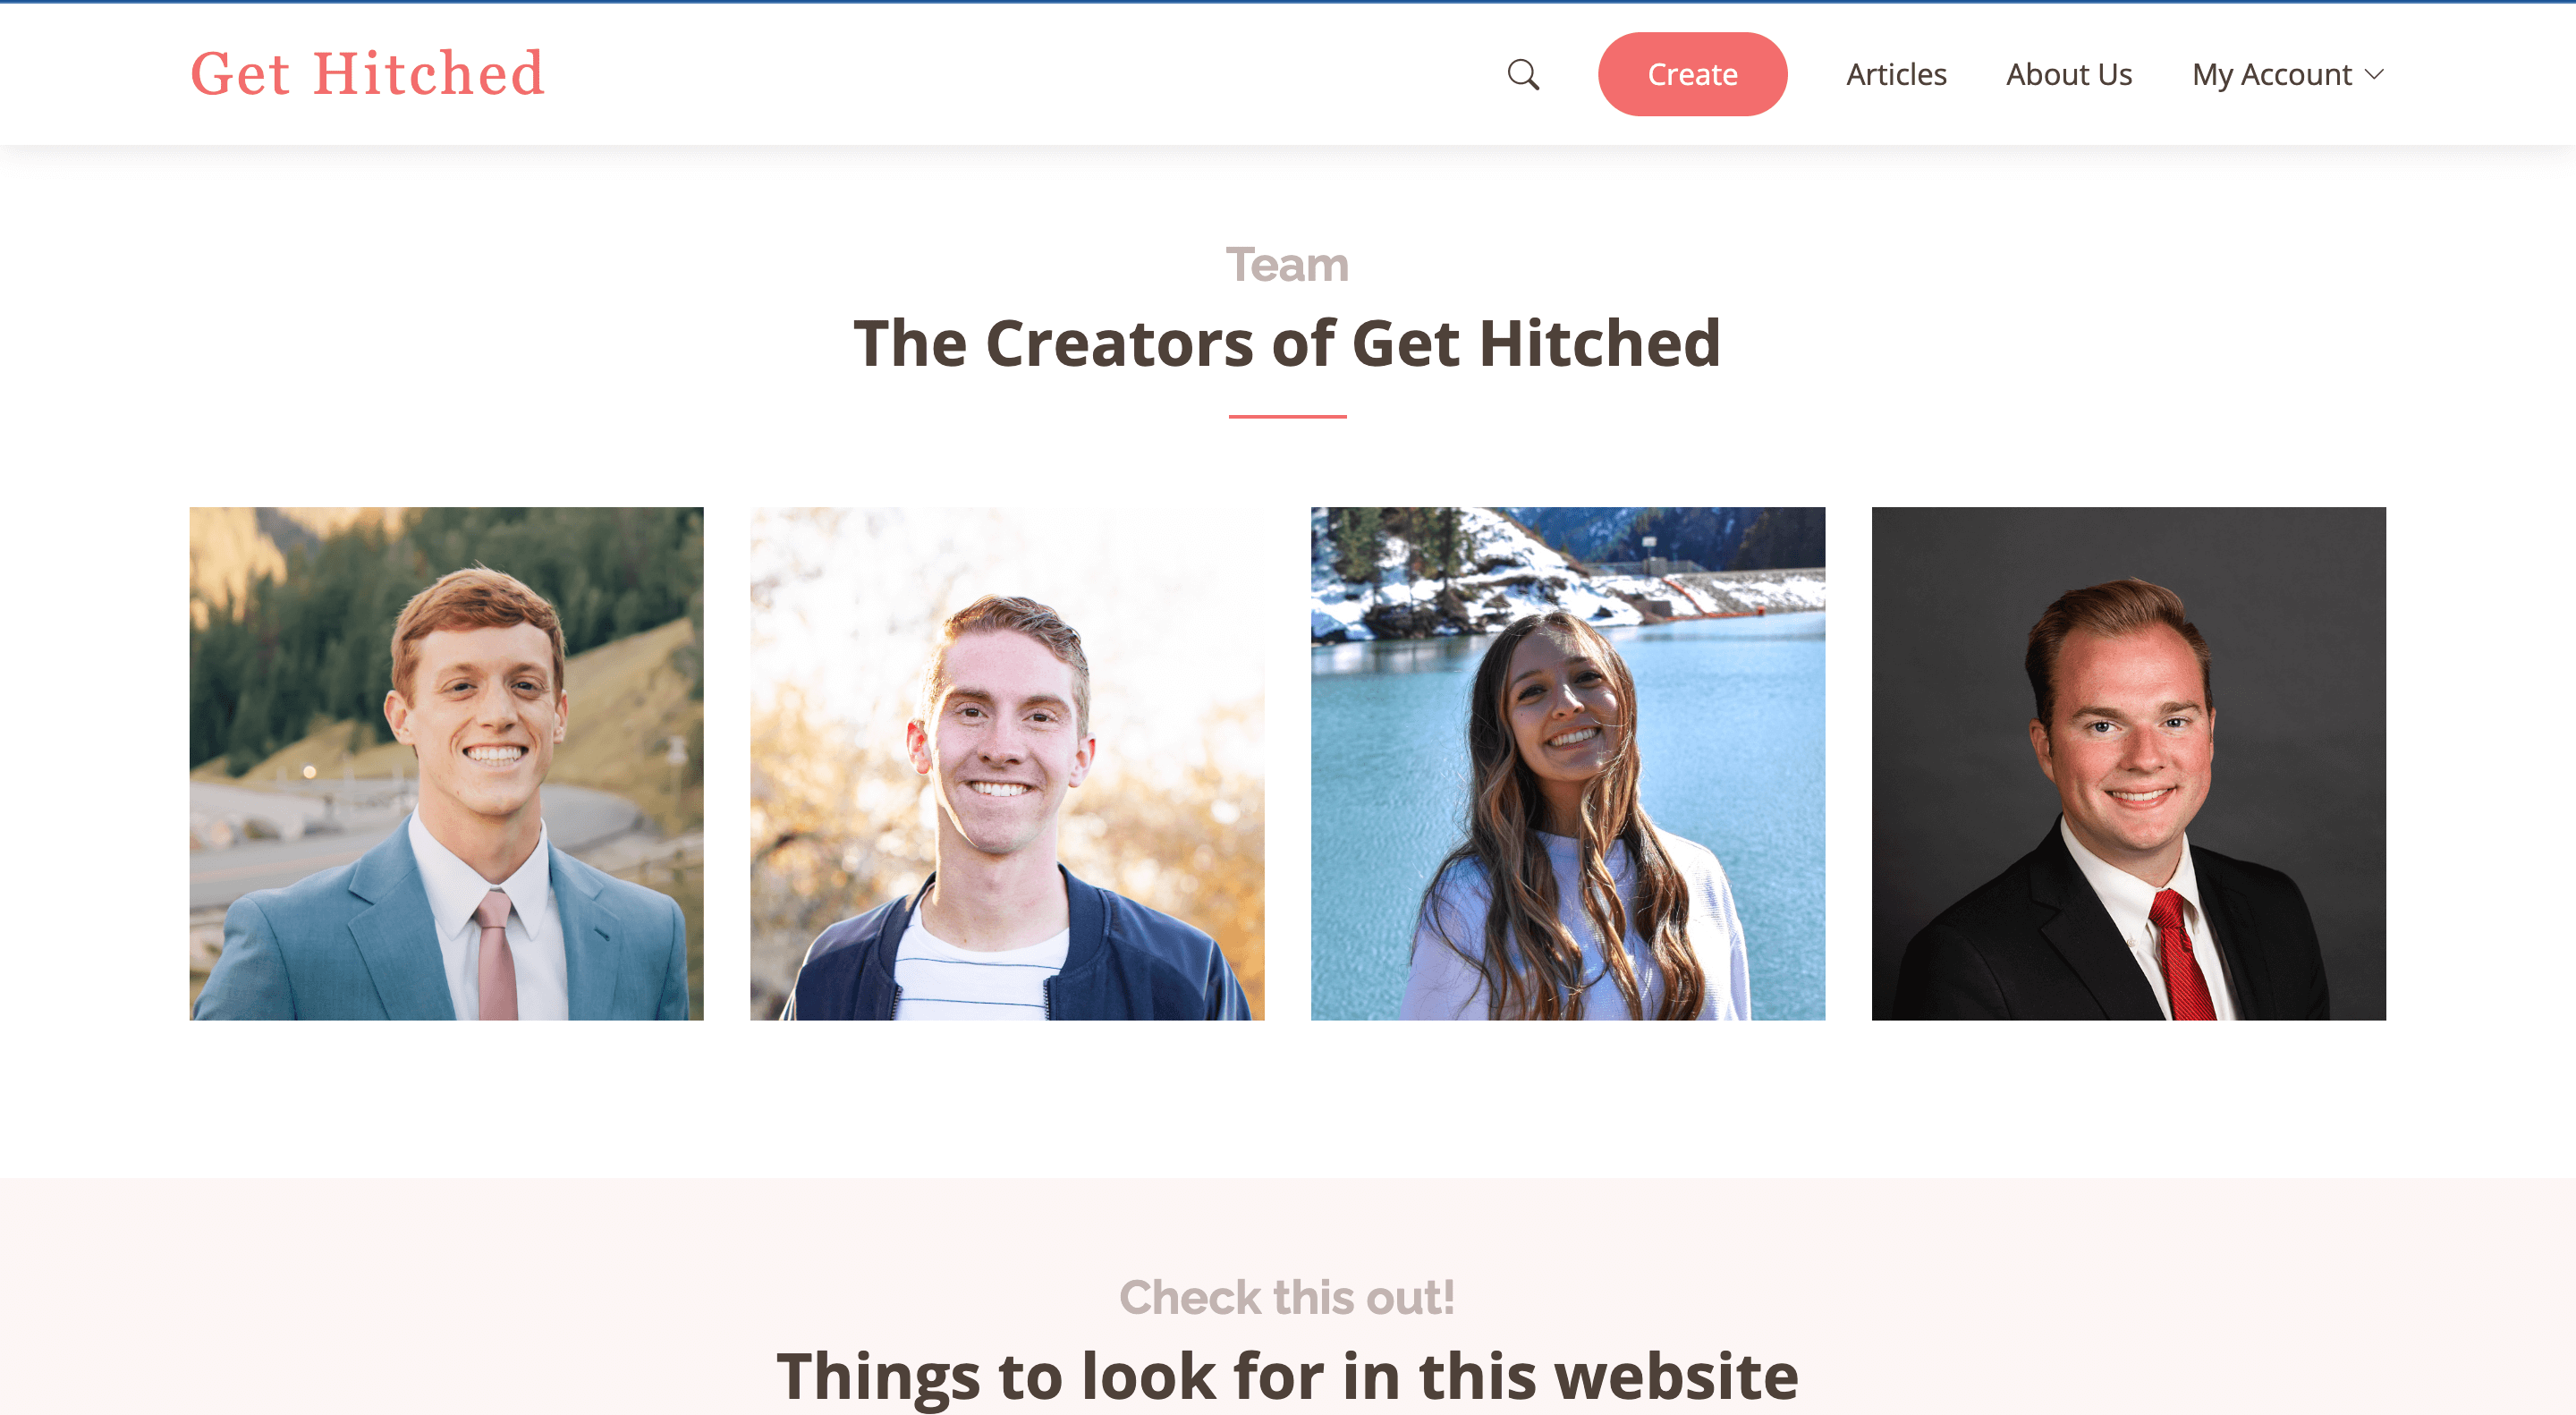 Get Hitched
Create
Articles
About Us
My Account
Team
The Creators of Get Hitched
Check this out!
Things to look for in this website